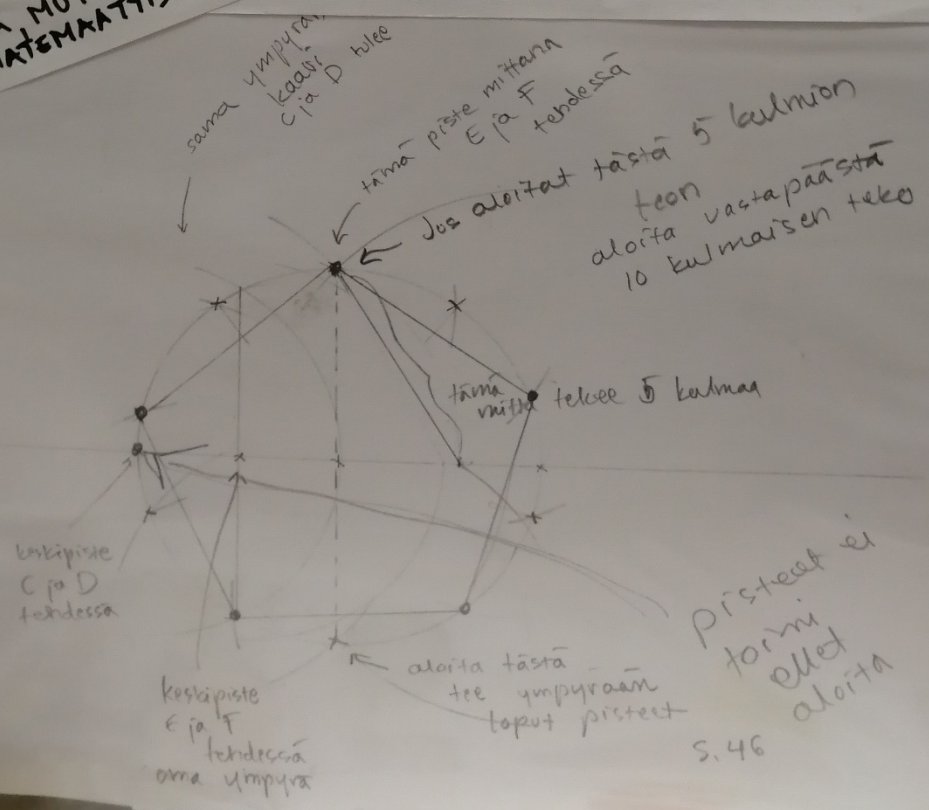 MATEMAATTIS
sama ympyrän
kaari
C ja D tulee
tämä piste mittana
E ja F
tehdessä
Jos aloitat tästä 5 kulmion
teon
aloita vastapäästä
10 kulmaisen teko
tämä
mitta tekee 5 kulmaa
keskipiste
C ja D
tehdessä
keskipiste
E ja F
tehdessä
oma ympyrä
aloita tästä
tee ympyrään
loput pisteet
pisteet ei
toimi
ellet
aloita
s. 46